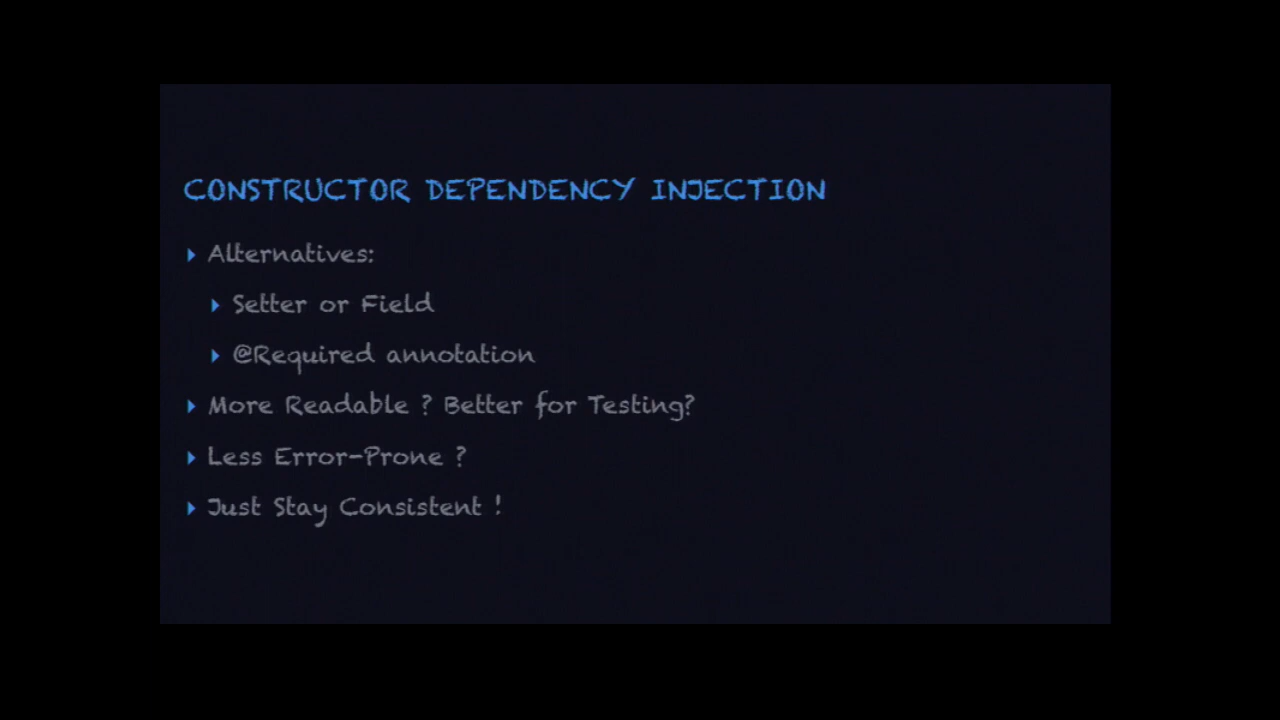 CONSTRUCTOR DEPENDENCY INJECTION
Alternatives:
Setter or Field
@Required annotation
More Readable ? Better for Testing?
Less Error-Prone ?
Just Stay Consistent !